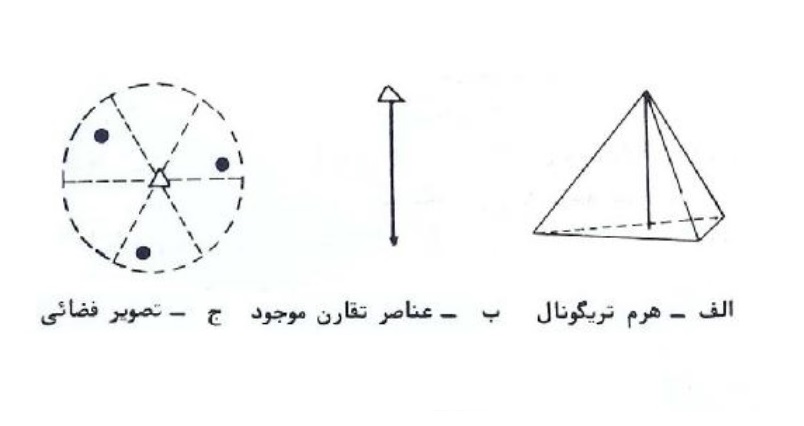 الف ـ هرم تریگونال ب ـ عناصر تقارن موجود ج ـ تصویر فضائی